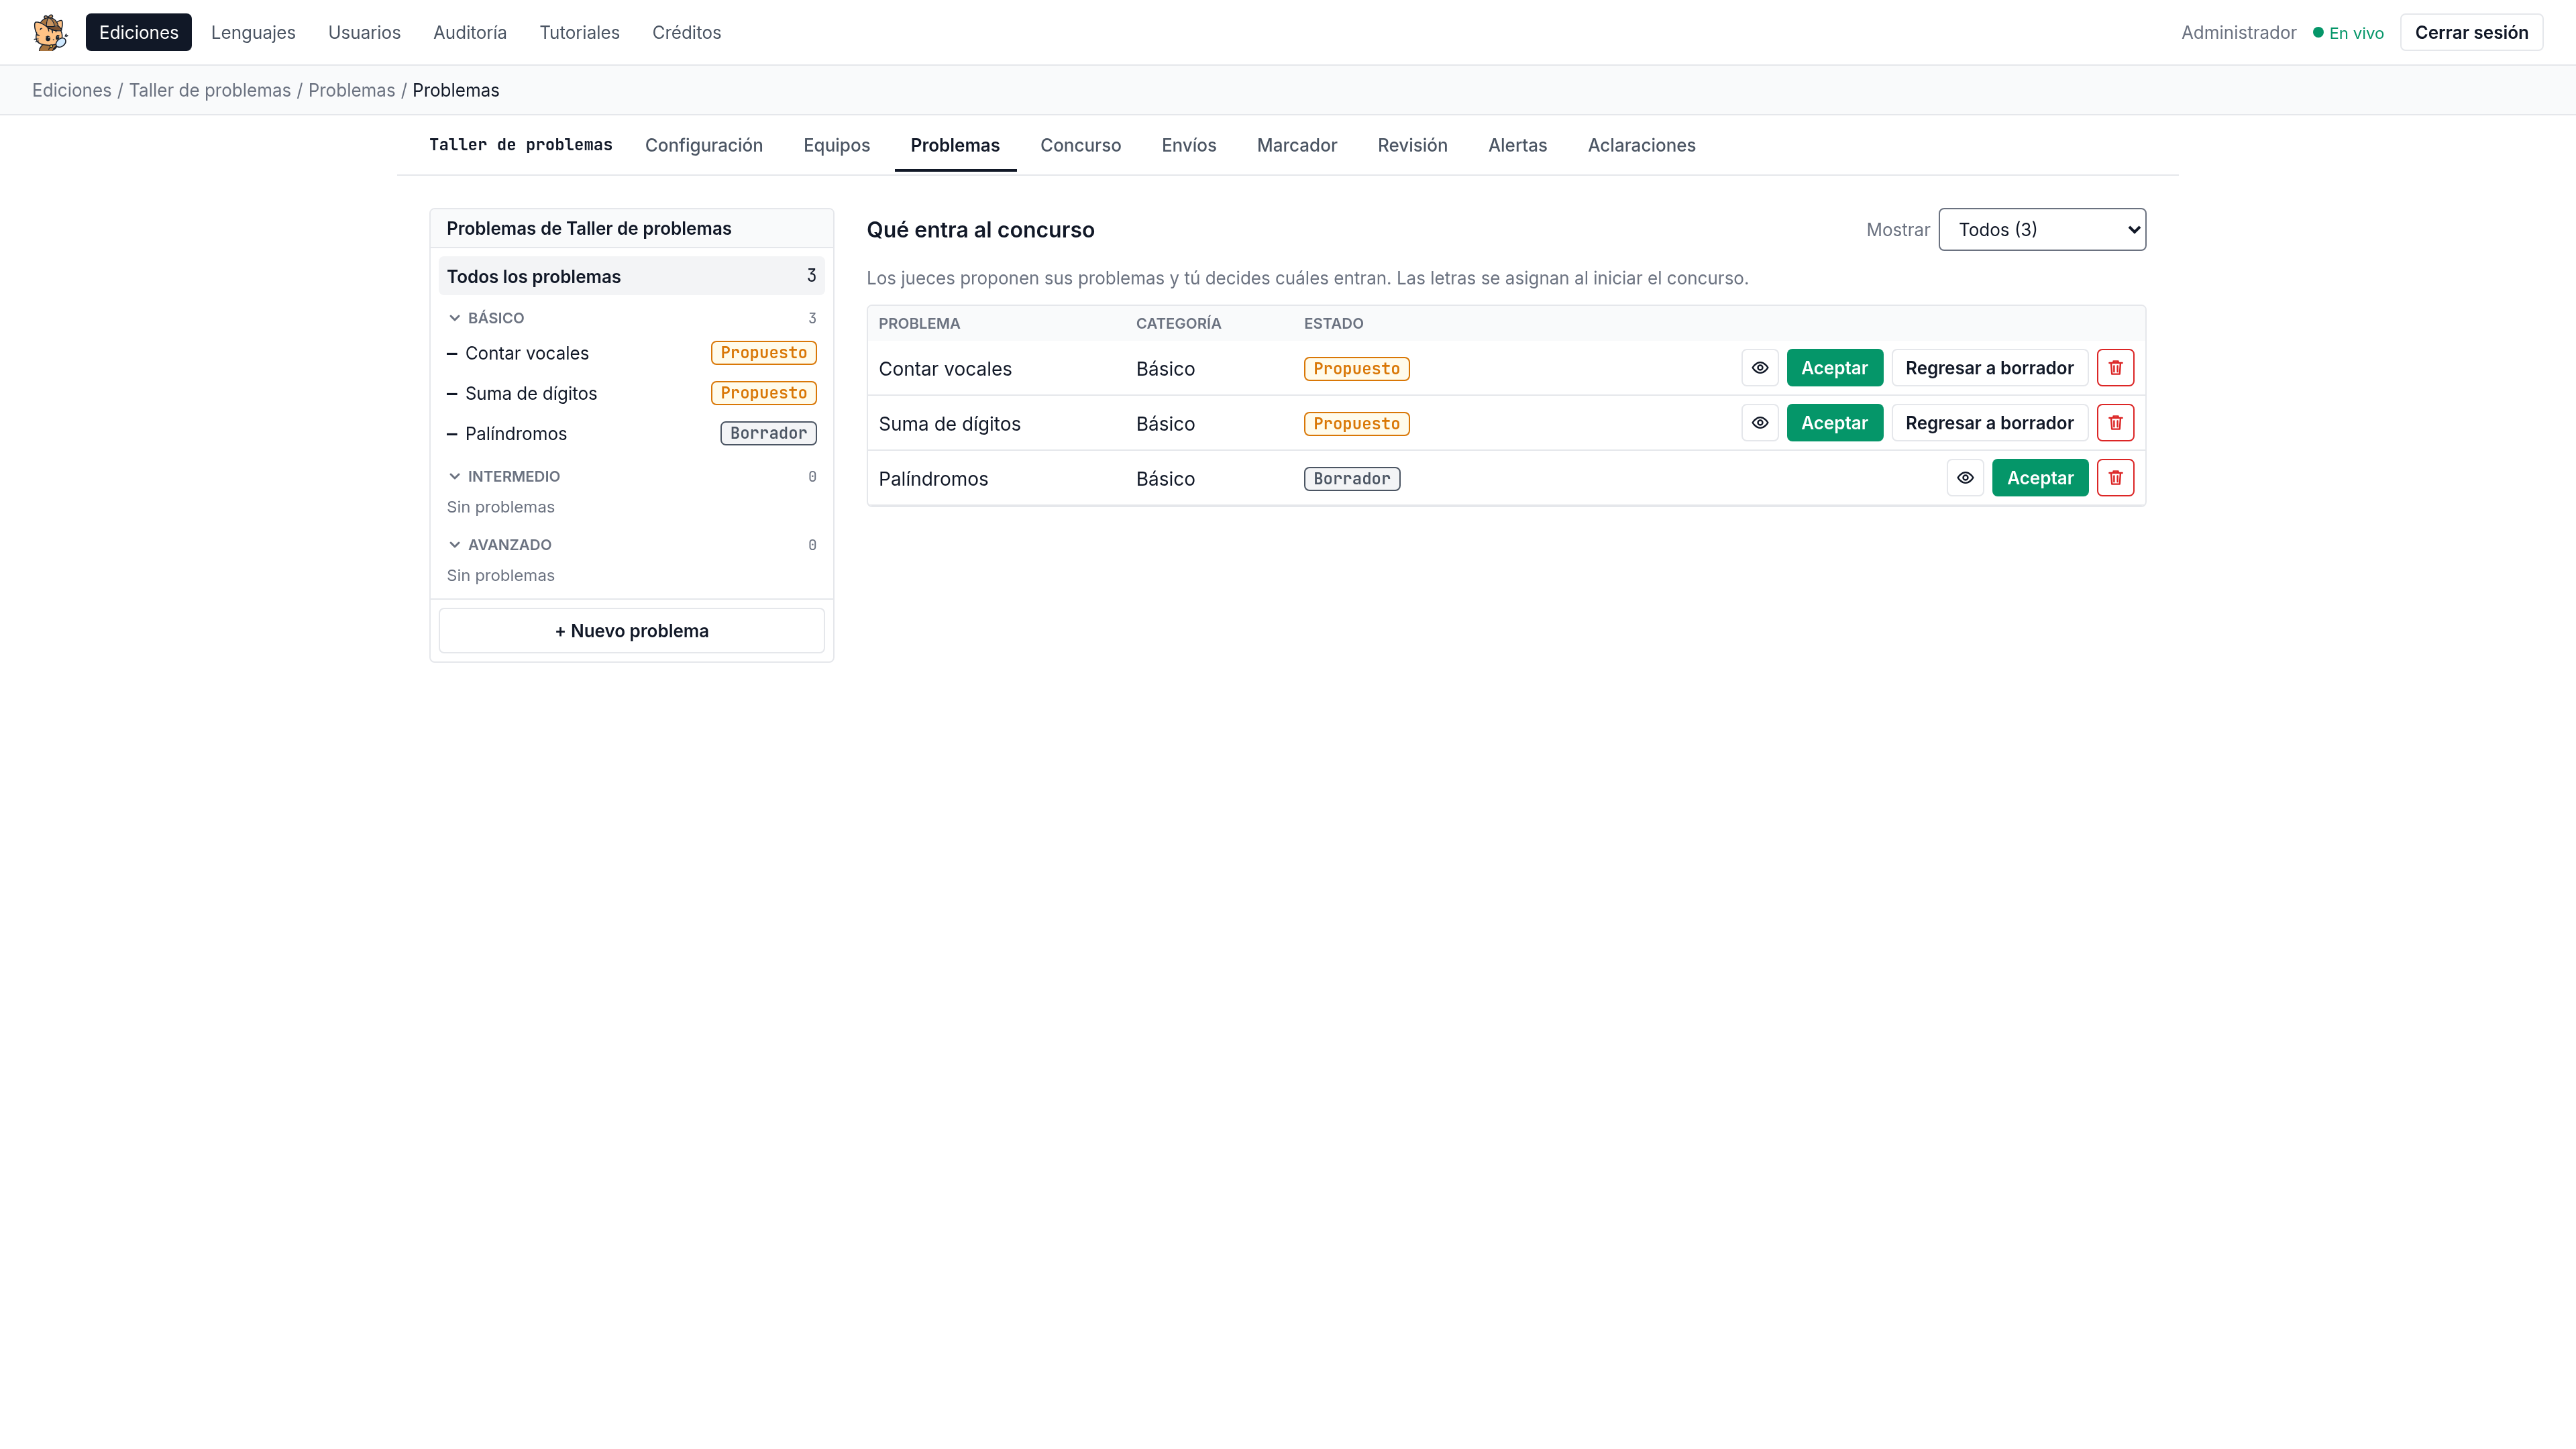 Ediciones Lenguajes Usuarios Auditoría Tutoriales Créditos Administrador En vivo Cerrar sesión
Ediciones / Taller de problemas / Problemas / Problemas
Taller de problemas Configuración Equipos Problemas Concurso Envíos Marcador Revisión Alertas Aclaraciones
Problemas de Taller de problemas
Todos los problemas 3
BÁSICO 3
– Contar vocales Propuesto
– Suma de dígitos Propuesto
– Palíndromos Borrador
INTERMEDIO 0
Sin problemas
AVANZADO 0
Sin problemas
+ Nuevo problema
Qué entra al concurso Mostrar Todos (3)
Los jueces proponen sus problemas y tú decides cuáles entran. Las letras se asignan al iniciar el concurso.
PROBLEMA CATEGORÍA ESTADO
Contar vocales Básico Propuesto Aceptar Regresar a borrador
Suma de dígitos Básico Propuesto Aceptar Regresar a borrador
Palíndromos Básico Borrador Aceptar